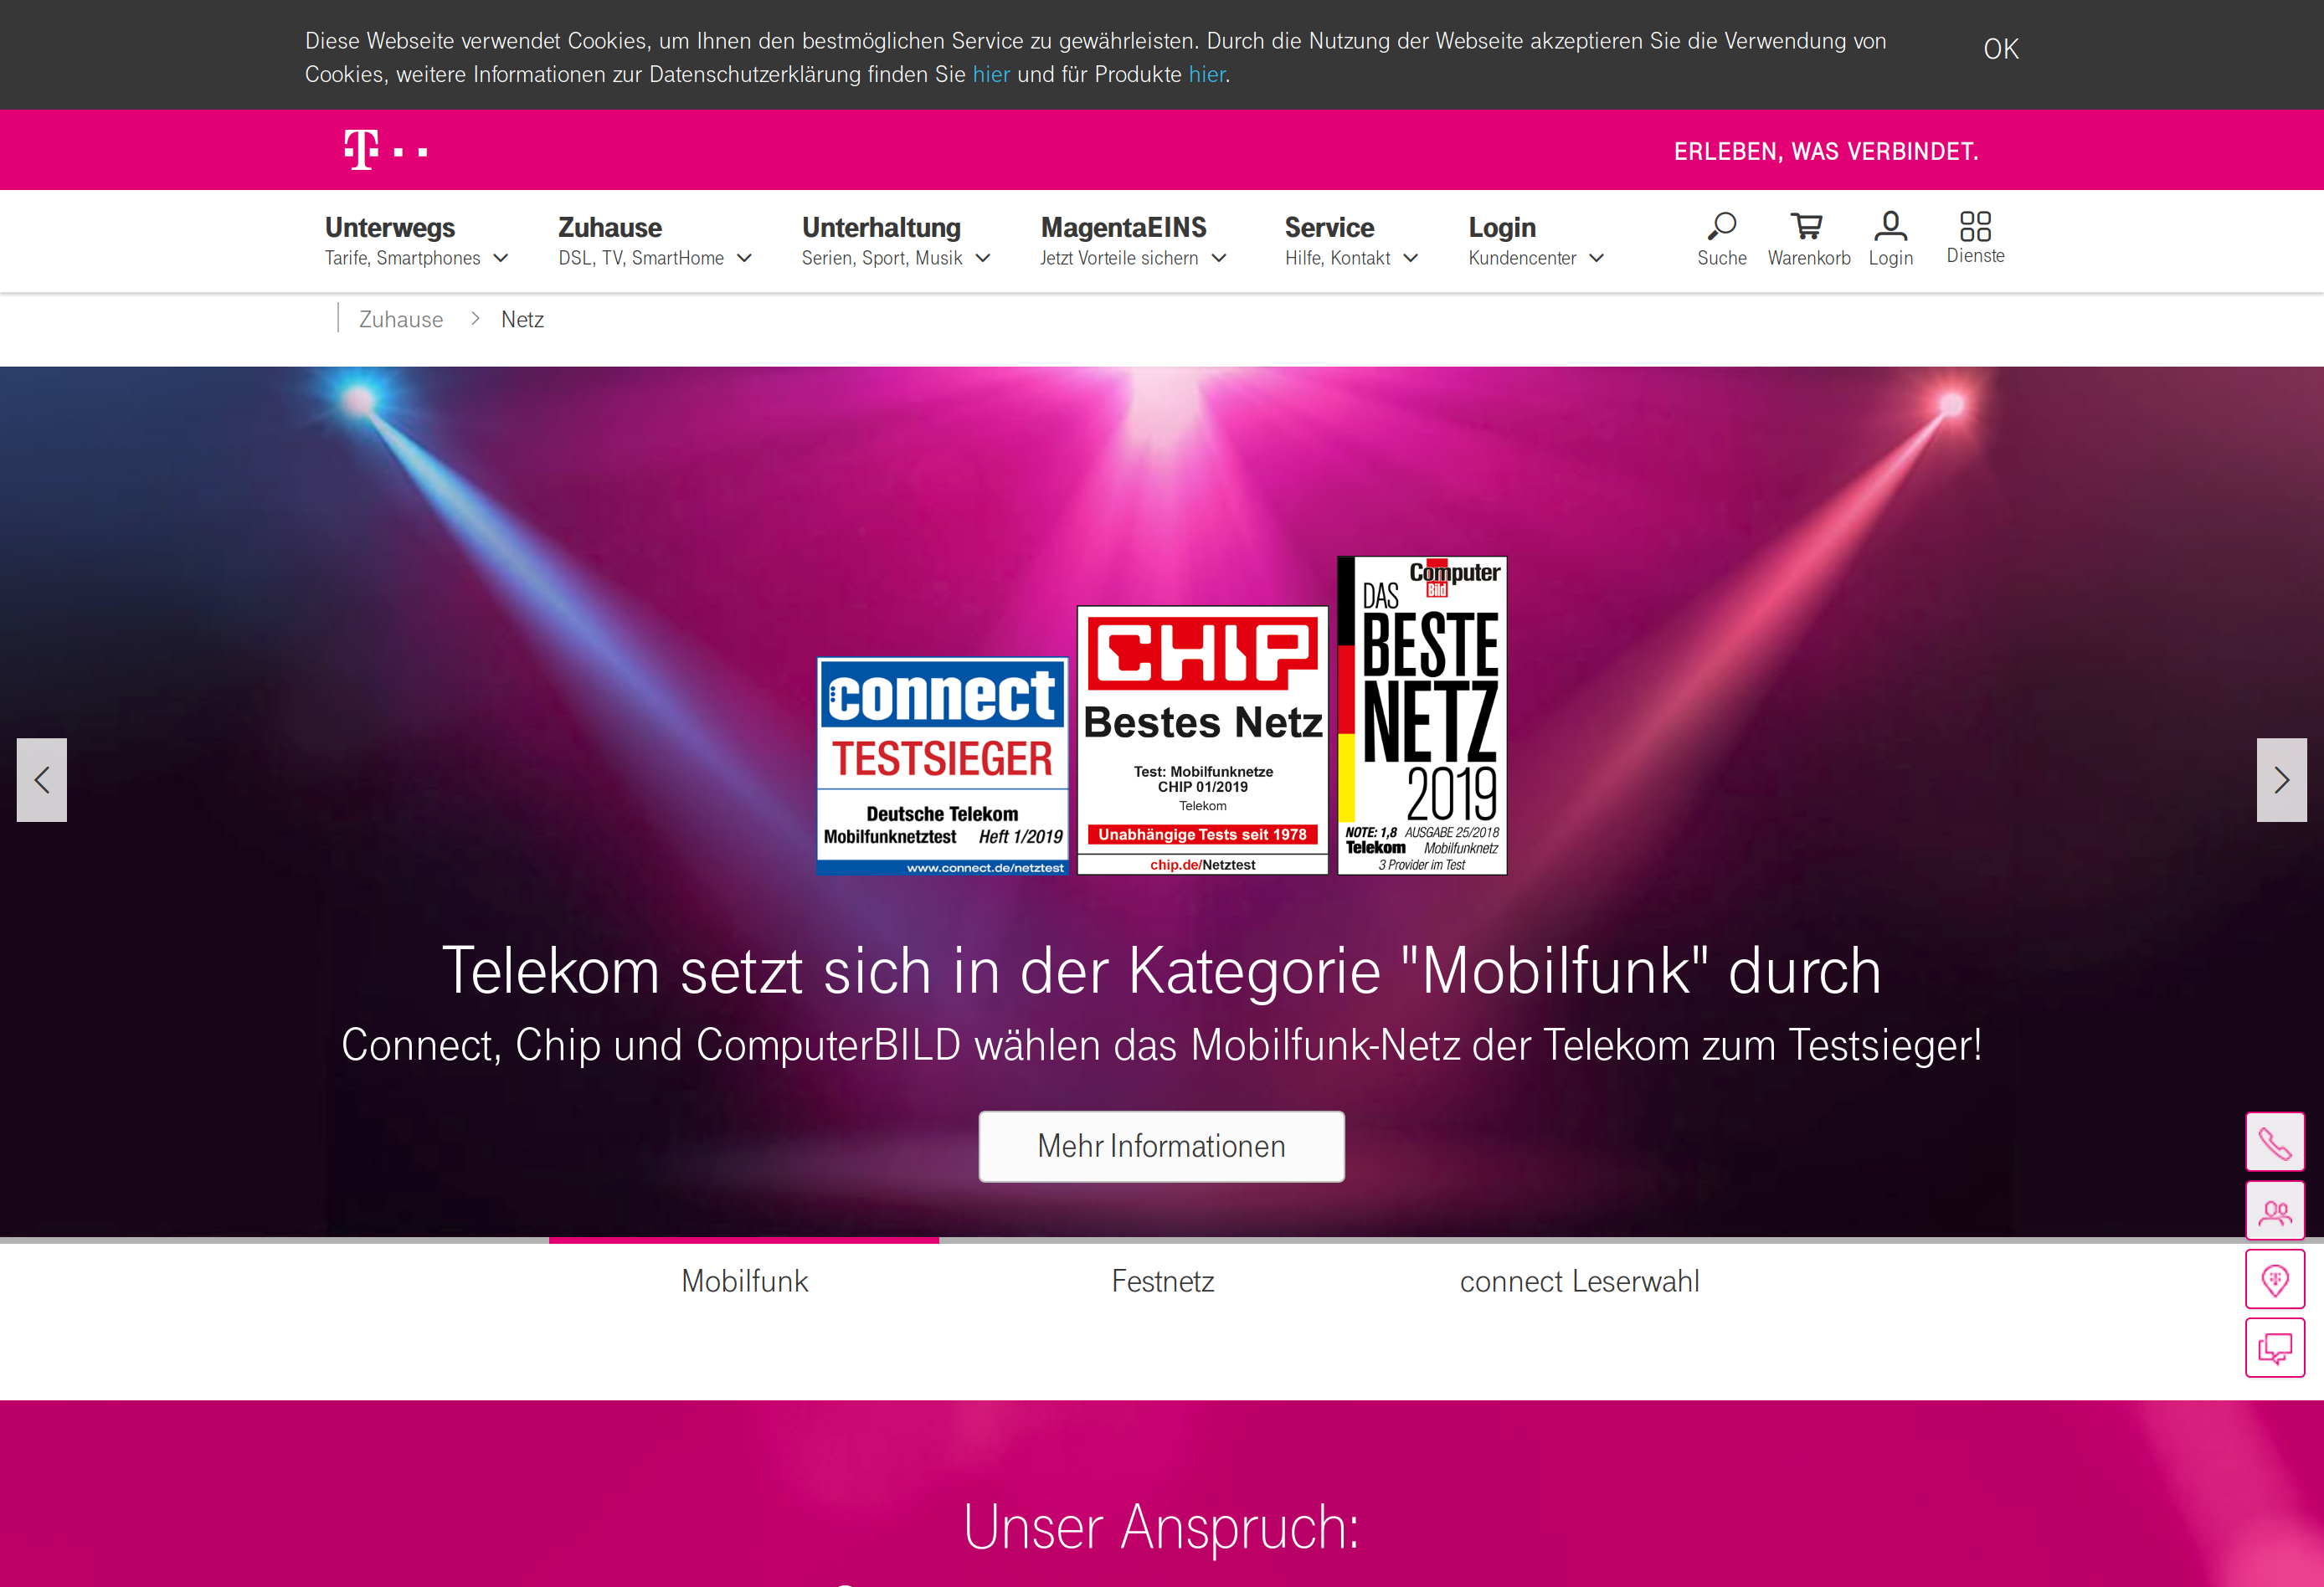 Diese Webseite verwendet Cookies, um Ihnen den bestmöglichen Service zu gewährleisten. Durch die Nutzung der Webseite akzeptieren Sie die Verwendung von
Cookies, weitere Informationen zur Datenschutzerklärung finden Sie hier und für Produkte hier.
OK
T
ERLEBEN, WAS VERBINDET.
Unterwegs
Tarife, Smartphones
Zuhause
DSL, TV, SmartHome
Unterhaltung
Serien, Sport, Musik
MagentaEINS
Jetzt Vorteile sichern
Service
Hilfe, Kontakt
Login
Kundencenter
Suche
Warenkorb
Login
Dienste
Zuhause > Netz
connect
TESTSIEGER
Deutsche Telekom
Mobilfunknetztest Heft 1/2019
www.connect.de/netztest
CHIP
Bestes Netz
Test: Mobilfunknetze
CHIP 01/2019
Telekom
Unabhängige Tests seit 1978
chip.de/Netztest
Computer
Bild
DAS
BESTE
NETZ
2019
NOTE: 1,8 AUSGABE 25/2018
Telekom Mobilfunknetz
3 Provider im Test
Telekom setzt sich in der Kategorie "Mobilfunk" durch
Connect, Chip und ComputerBILD wählen das Mobilfunk-Netz der Telekom zum Testsieger!
Mehr Informationen
Mobilfunk
Festnetz
connect Leserwahl
Unser Anspruch: